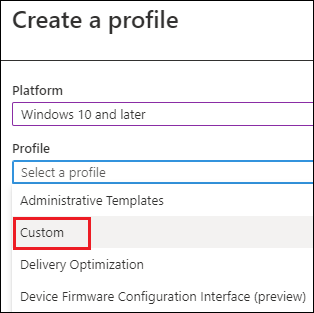 Create a profile
Platform
Windows 10 and later
Profile
Select a profile
Administrative Templates
Custom
Delivery Optimization
Device Firmware Configuration Interface (preview)